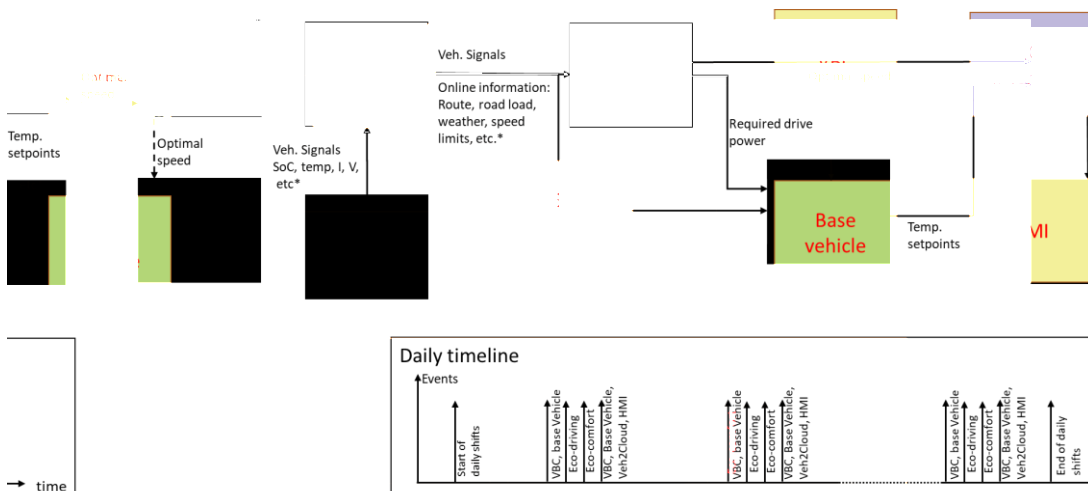 Veh. Signals
Online information:
Route, road load,
weather, speed
limits, etc.*
Temp.
setpoints
Optimal
speed
Veh. Signals
SoC, temp, I, V,
etc*
Required drive
power
Base
vehicle
Temp.
setpoints
MI
Daily timeline
Events
Start of
daily shifts
VBC, base Vehicle
Eco-driving
Eco-comfort
VBC, Base Vehicle,
Veh2Cloud, HMI
VBC, base Vehicle
Eco-driving
Eco-comfort
VBC, Base Vehicle,
Veh2Cloud, HMI
VBC, base Vehicle
Eco-driving
Eco-comfort
VBC, Base Vehicle,
Veh2Cloud, HMI
End of daily
shifts
time